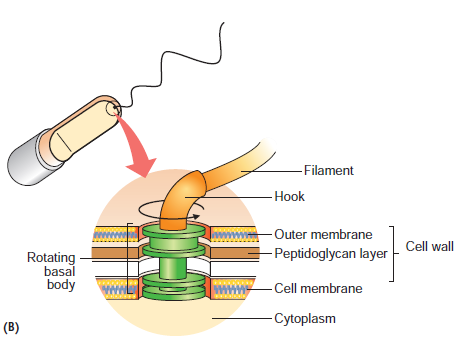 Filament
Hook
Outer membrane
Peptidoglycan layer
Cell wall
Rotating
basal
body
Cell membrane
Cytoplasm
(B)